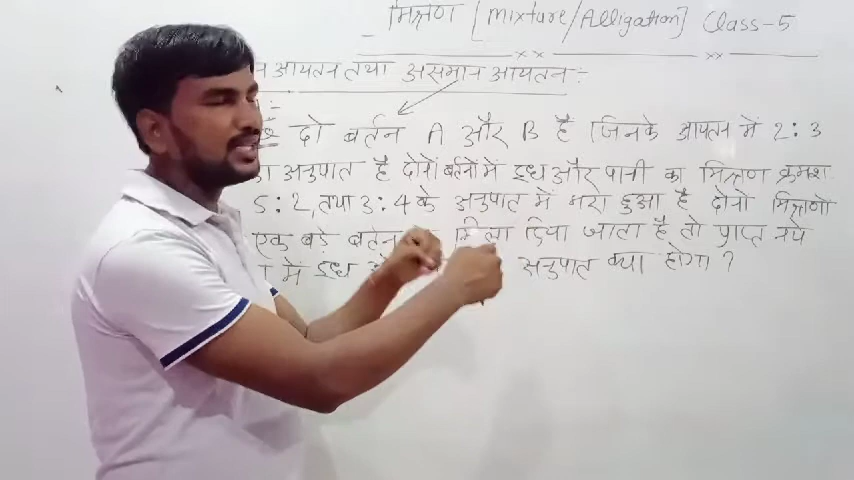 मिश्रण [Mixture/Alligation] Class-5
आयतन तथा असमान आयतन :-
दो बर्तन A और B है जिनके आयतन में 2:3
अनुपात है दोनों बर्तनों में दुध और पानी का मिश्रण क्रमश
5:2, तथा 3:4 के अनुपात में भरा हुआ है दोनो मिश्रणो
एक बड़े बर्तन मिला दिया जाता है तो प्राप्त नये
में दुध अनुपात क्या होगा ?